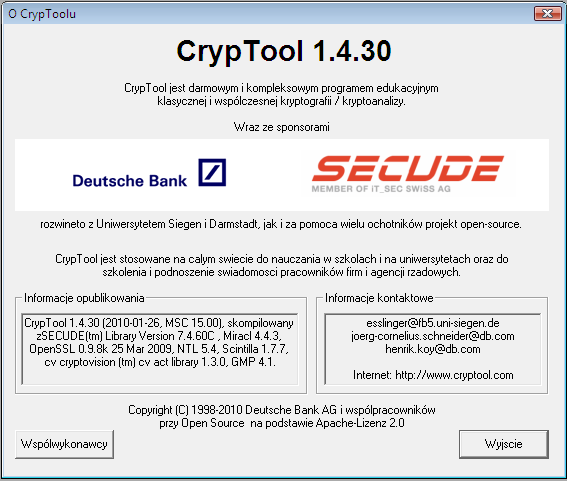 O CrypToolu
CrypTool 1.4.30
CrypTool jest darmowym i kompleksowym programem edukacyjnym
klasycznej i wspólczesnej kryptografii / kryptoanalizy.
Wraz ze sponsorami
Deutsche Bank
SECUDE
MEMBER OF iT_SEC SWiSS AG
rozwineto z Uniwersytetem Siegen i Darmstadt, jak i za pomoca wielu ochotników projekt open-source.
CrypTool jest stosowane na calym swiecie do nauczania w szkolach i na uniwersytetach oraz do
szkolenia i podnoszenie swiadomosci pracowników firm i agencji rzadowych.
Informacje opublikowania
CrypTool 1.4.30 (2010-01-26, MSC 15.00), skompilowany
zSECUDE(tm) Library Version 7.4.60C , Miracl 4.4.3,
OpenSSL 0.9.8k 25 Mar 2009, NTL 5.4, Scintilla 1.7.7,
cv cryptovision (tm) cv act library 1.3.0, GMP 4.1.
Informacje kontaktowe
esslinger@fb5.uni-siegen.de
joerg-cornelius.schneider@db.com
henrik.koy@db.com
Internet: http://www.cryptool.com
Copyright (C) 1998-2010 Deutsche Bank AG i wspólpracowników
przy Open Source  na podstawie Apache-Lizenz 2.0
Wspólwykonawcy
Wyjscie